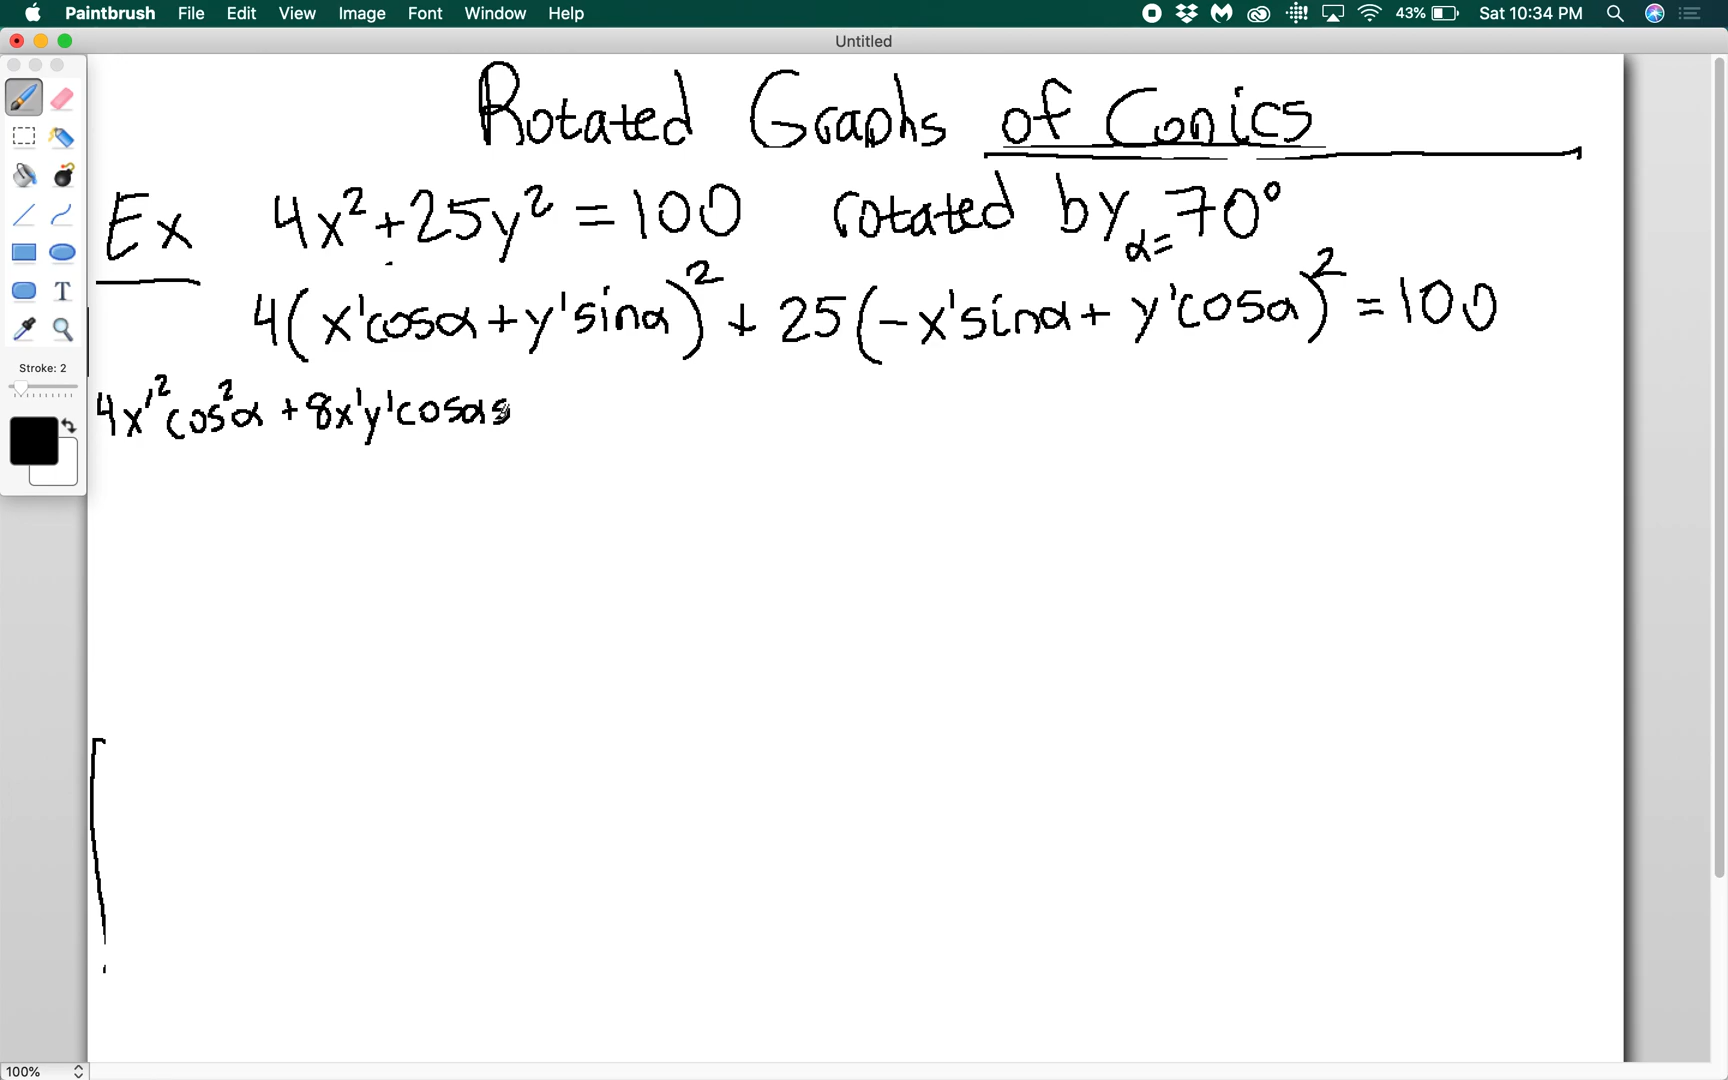 Paintbrush File Edit View Image Font Window Help 43% Sat 10:34 PM
Untitled
Rotated Graphs of Conics
Ex 4x²+25y²=100 rotated by α=70°
4(x'cosα+y'sinα)²+25(-x'sinα+y'cosα)²=100
4x'²cos²α+8x'y'cosαs
T
Stroke: 2
100%